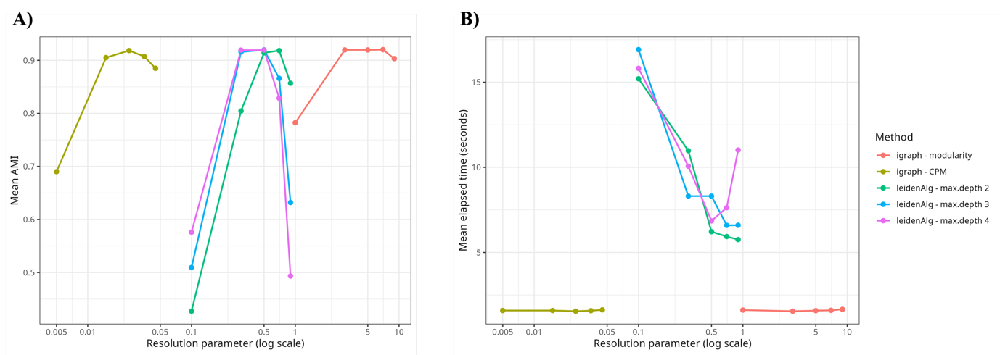 A)
Mean AMI
0.9
0.8
0.7
0.6
0.5
0.005 0.01 0.05 0.1 0.5 1 5 10
Resolution parameter (log scale)
B)
Mean elapsed time (seconds)
15
10
5
0.005 0.01 0.05 0.1 0.5 1 5 10
Resolution parameter (log scale)
Method
igraph - modularity
igraph - CPM
leidenAlg - max.depth 2
leidenAlg - max.depth 3
leidenAlg - max.depth 4